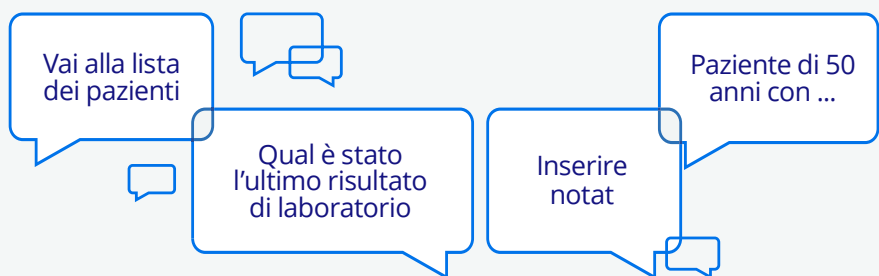 Vai alla lista
dei pazienti
Qual è stato
l'ultimo risultato
di laboratorio
Inserire
notat
Paziente di 50
anni con ...